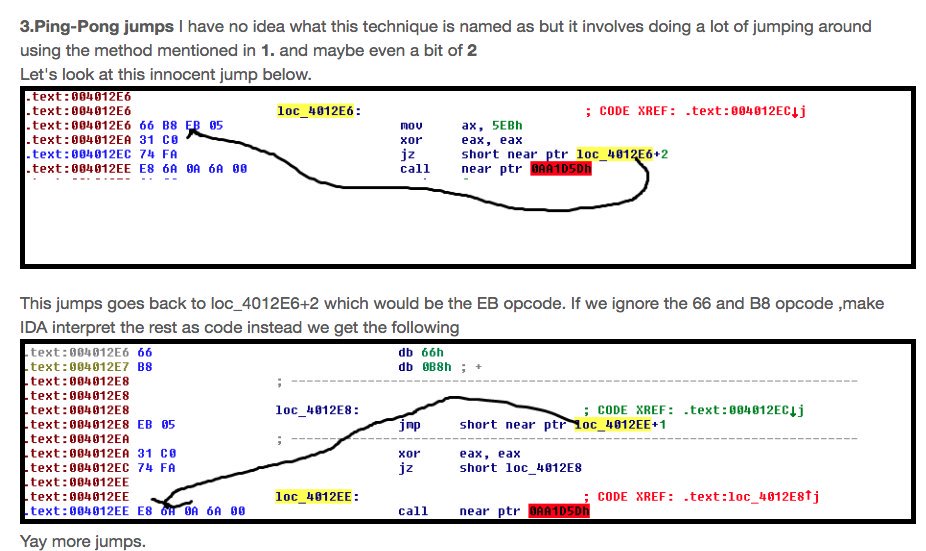 3.Ping-Pong jumps I have no idea what this technique is named as but it involves doing a lot of jumping around
using the method mentioned in 1. and maybe even a bit of 2
Let's look at this innocent jump below.
.text:004012E6
.text:004012E6 loc_4012E6: ; CODE XREF: .text:004012EC↓j
.text:004012E6 66 B8 EB 05 mov ax, 5EBh
.text:004012EA 31 C0 xor eax, eax
.text:004012EC 74 FA jz short near ptr loc_4012E6+2
.text:004012EE E8 6A 0A 6A 00 call near ptr 0AA1D5Dh
This jumps goes back to loc_4012E6+2 which would be the EB opcode. If we ignore the 66 and B8 opcode ,make
IDA interpret the rest as code instead we get the following
.text:004012E6 66 db 66h
.text:004012E7 B8 db 0B8h ; +
.text:004012E8 ; ---------------------------------------------------------------------------
.text:004012E8
.text:004012E8 loc_4012E8: ; CODE XREF: .text:004012EC↓j
.text:004012E8 EB 05 jmp short near ptr loc_4012EE+1
.text:004012EA ; ---------------------------------------------------------------------------
.text:004012EA 31 C0 xor eax, eax
.text:004012EC 74 FA jz short loc_4012E8
.text:004012EE
.text:004012EE loc_4012EE: ; CODE XREF: .text:loc_4012E8↑j
.text:004012EE E8 6A 0A 6A 00 call near ptr 0AA1D5Dh
Yay more jumps.